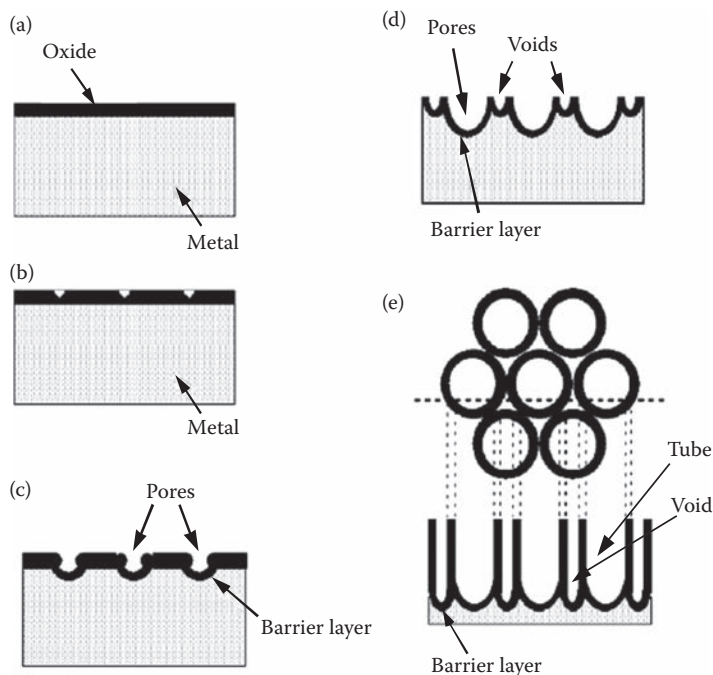 (a)
Oxide
Metal
(b)
Metal
(c)
Pores
Barrier layer
(d)
Pores
Voids
Barrier layer
(e)
Tube
Void
Barrier layer